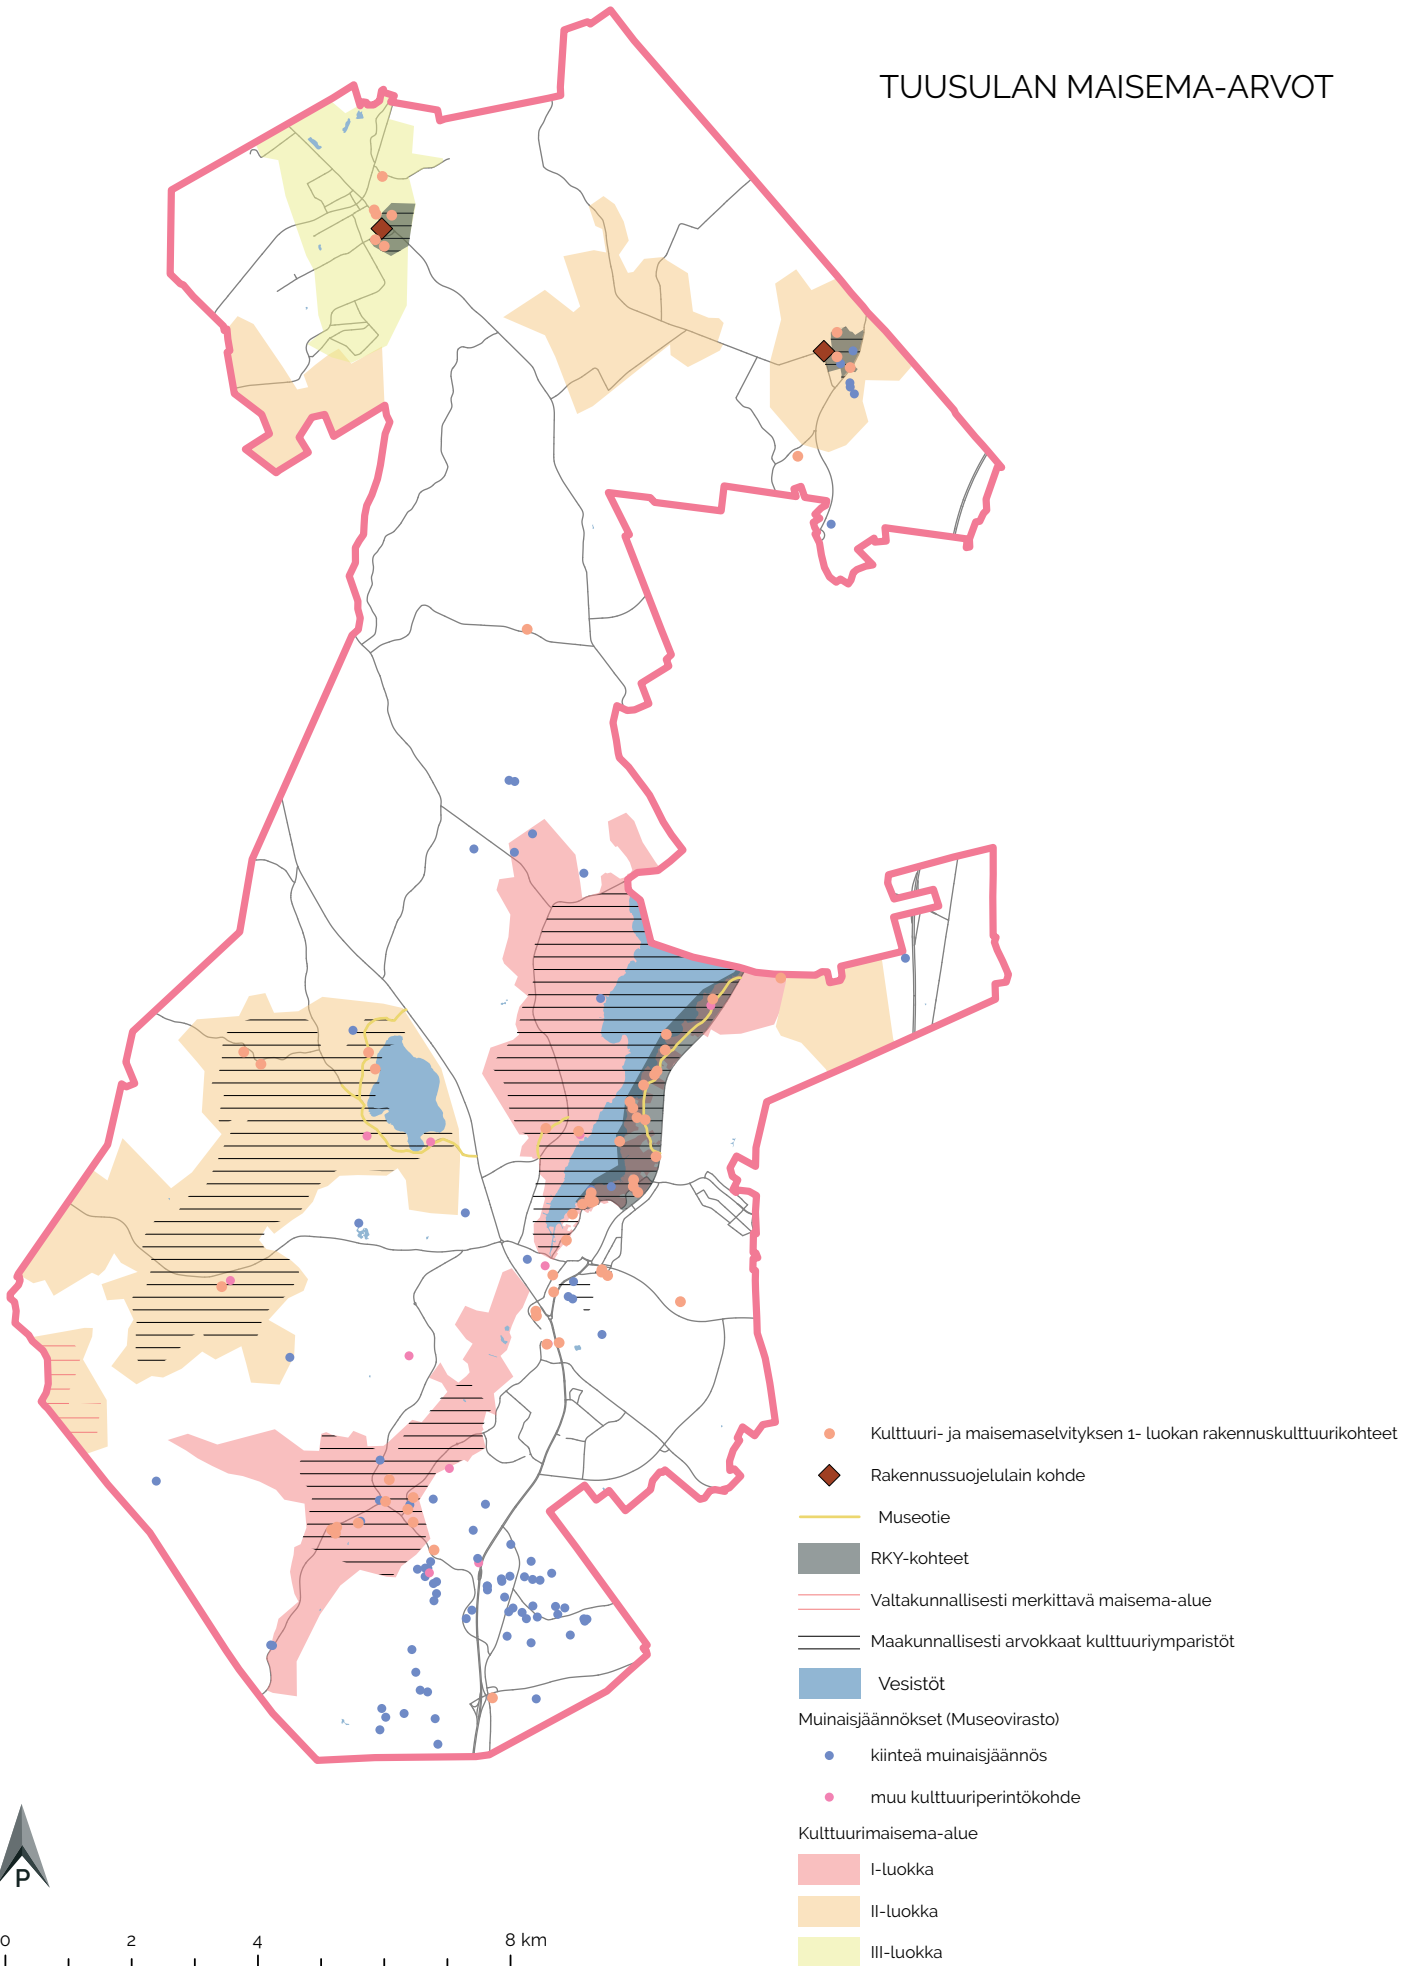 TUUSULAN MAISEMA-ARVOT
Kulttuuri- ja maisemaselvityksen 1- luokan rakennuskulttuurikohteet
Rakennussuojelulain kohde
Museotie
RKY-kohteet
Valtakunnallisesti merkittävä maisema-alue
Maakunnallisesti arvokkaat kulttuuriymparistöt
Vesistöt
Muinaisjäännökset (Museovirasto)
kiinteä muinaisjäännös
muu kulttuuriperintökohde
Kulttuurimaisema-alue
I-luokka
II-luokka
III-luokka
P
0 2 4 8 km